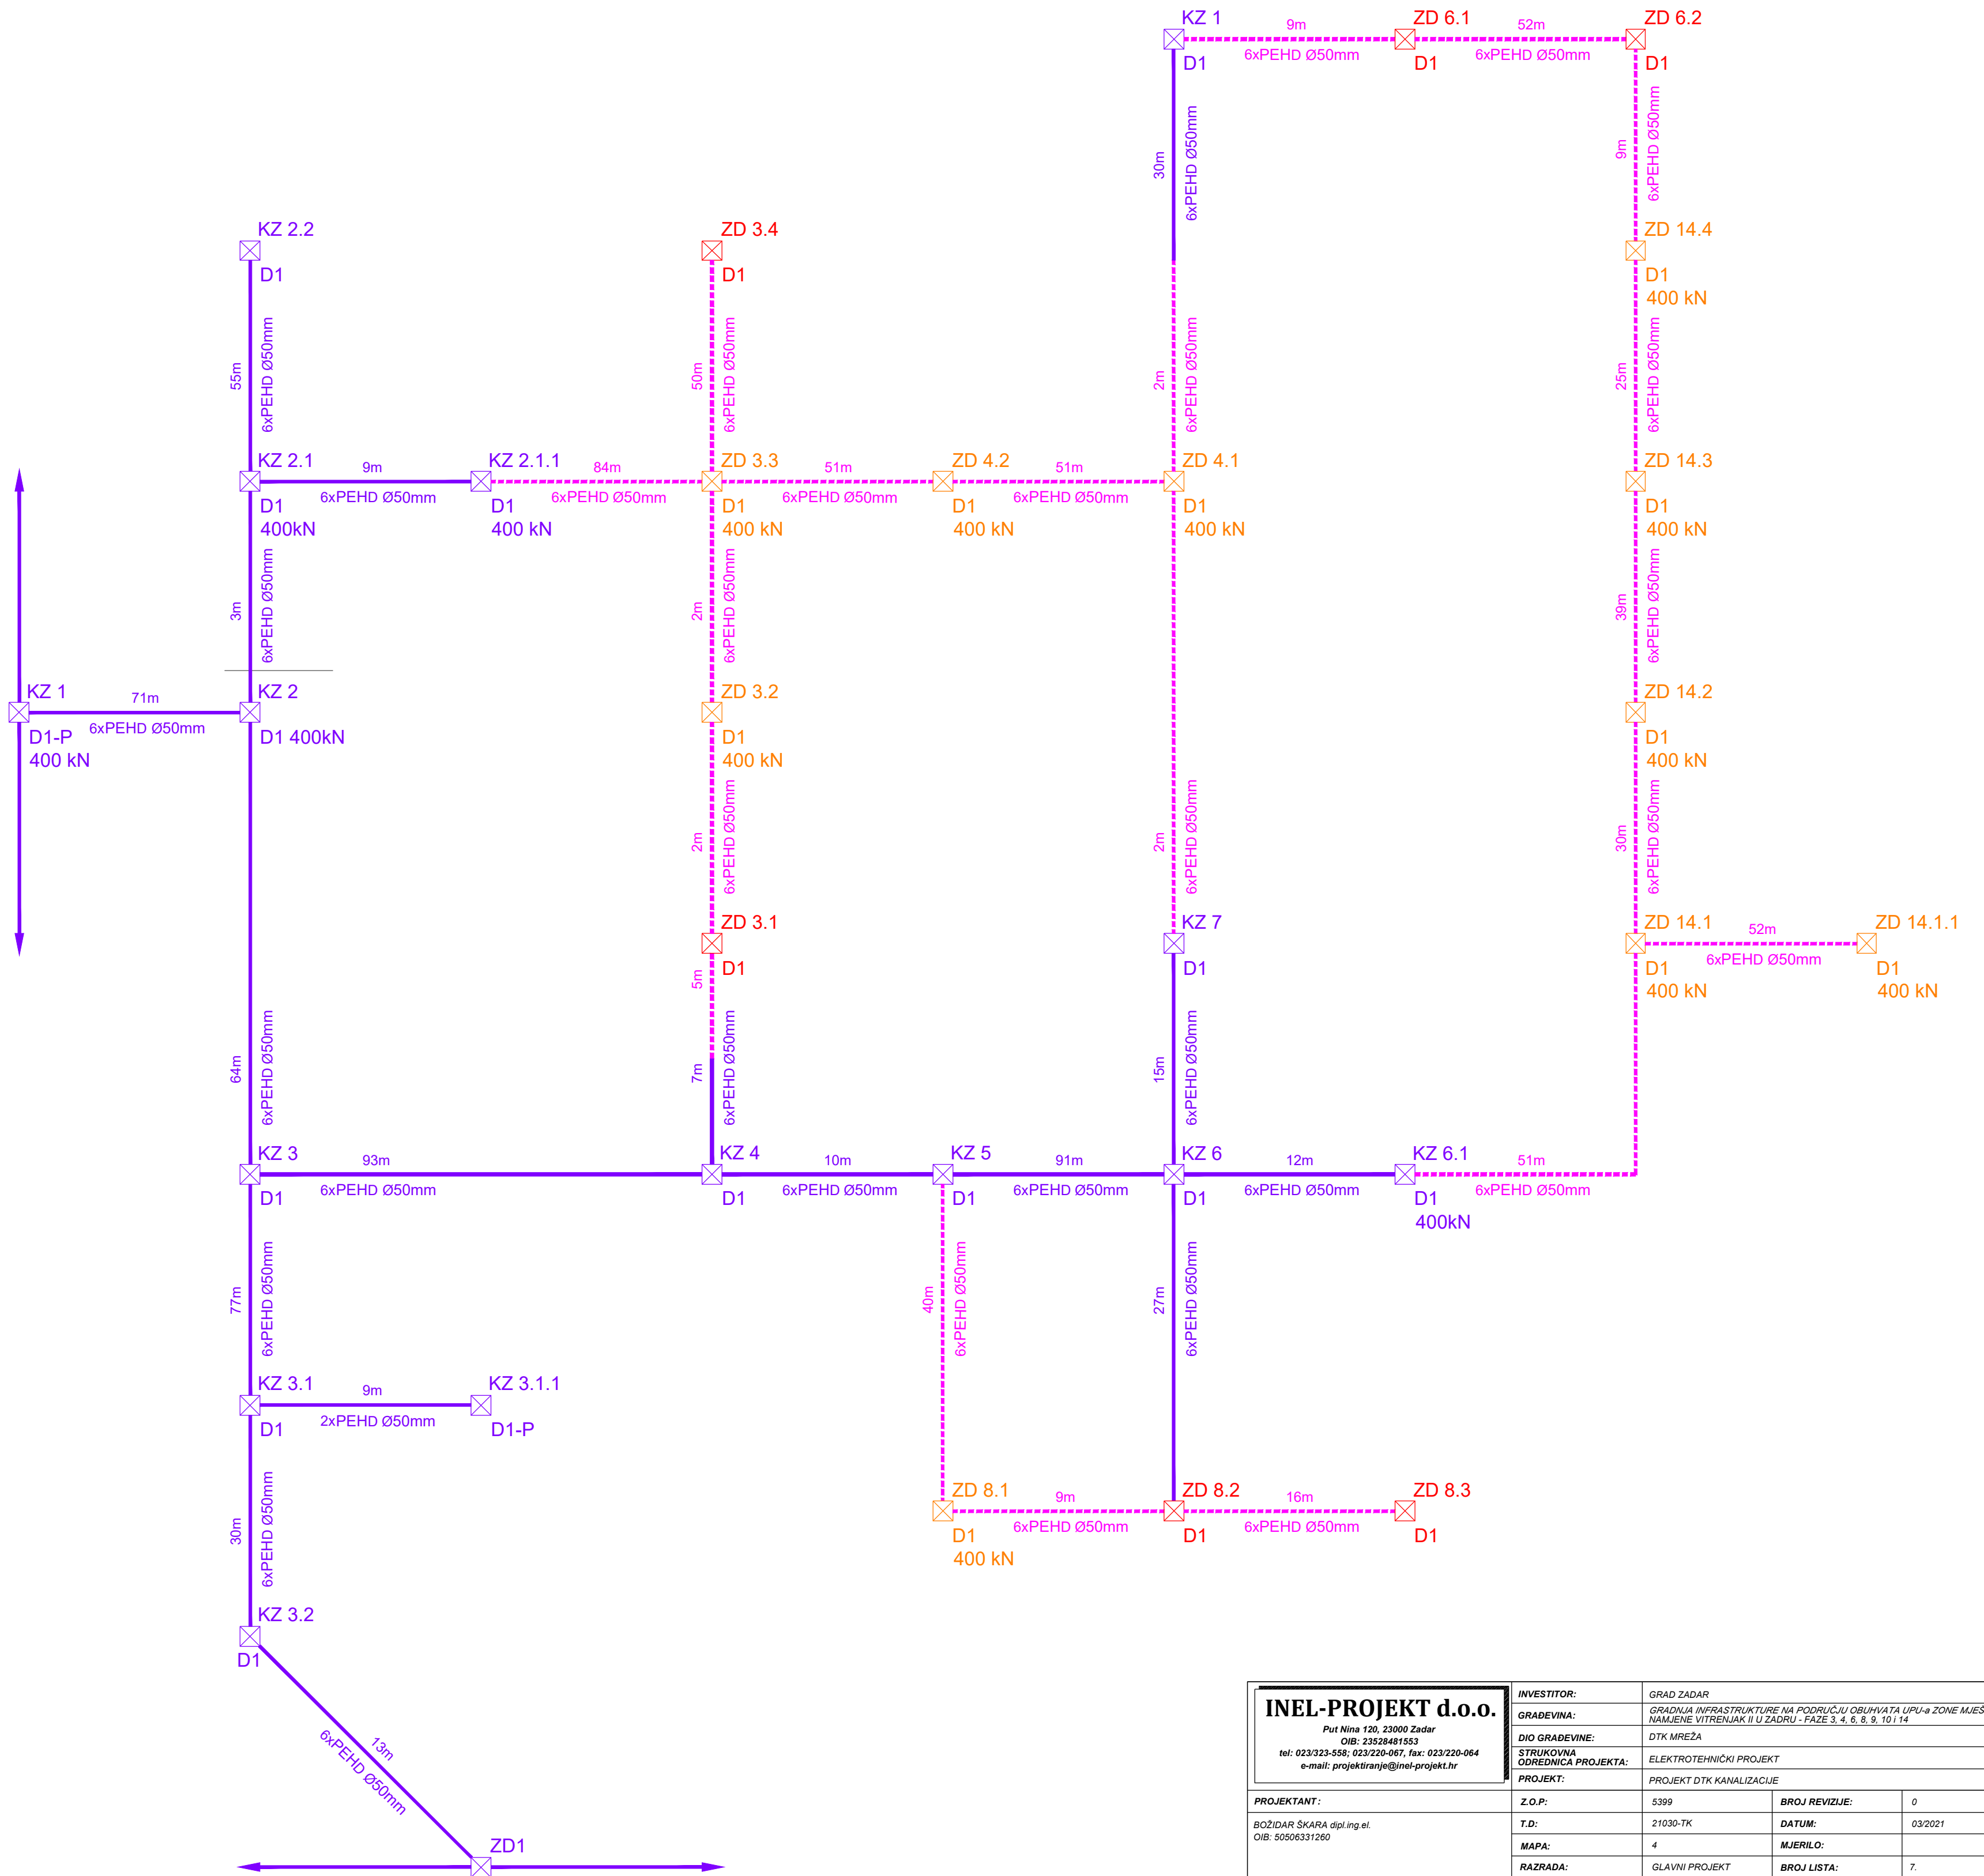 KZ 1
9m
ZD 6.1
52m
ZD 6.2
D1
6xPEHD Ø50mm
D1
6xPEHD Ø50mm
D1
30m
6xPEHD Ø50mm
9m
6xPEHD Ø50mm
KZ 2.2
D1
ZD 3.4
D1
ZD 14.4
D1
400 kN
55m
6xPEHD Ø50mm
50m
6xPEHD Ø50mm
2m
6xPEHD Ø50mm
25m
6xPEHD Ø50mm
KZ 2.1
9m
KZ 2.1.1
84m
ZD 3.3
51m
ZD 4.2
51m
ZD 4.1
ZD 14.3
6xPEHD Ø50mm
6xPEHD Ø50mm
6xPEHD Ø50mm
6xPEHD Ø50mm
D1
400kN
D1
400 kN
D1
400 kN
D1
400 kN
D1
400 kN
D1
400 kN
3m
6xPEHD Ø50mm
2m
6xPEHD Ø50mm
39m
6xPEHD Ø50mm
KZ 1
71m
KZ 2
ZD 3.2
ZD 14.2
6xPEHD Ø50mm
D1-P
400 kN
D1 400kN
D1
400 kN
D1
400 kN
2m
6xPEHD Ø50mm
2m
6xPEHD Ø50mm
30m
6xPEHD Ø50mm
ZD 3.1
D1
KZ 7
D1
ZD 14.1
52m
ZD 14.1.1
6xPEHD Ø50mm
D1
400 kN
D1
400 kN
5m
64m
6xPEHD Ø50mm
7m
6xPEHD Ø50mm
15m
6xPEHD Ø50mm
KZ 3
93m
KZ 4
10m
KZ 5
91m
KZ 6
12m
KZ 6.1
51m
D1
6xPEHD Ø50mm
D1
6xPEHD Ø50mm
D1
6xPEHD Ø50mm
D1
6xPEHD Ø50mm
D1
400kN
6xPEHD Ø50mm
77m
6xPEHD Ø50mm
40m
6xPEHD Ø50mm
27m
6xPEHD Ø50mm
KZ 3.1
9m
KZ 3.1.1
D1
2xPEHD Ø50mm
D1-P
30m
6xPEHD Ø50mm
ZD 8.1
9m
ZD 8.2
16m
ZD 8.3
6xPEHD Ø50mm
6xPEHD Ø50mm
D1
400 kN
D1
D1
KZ 3.2
D1
13m
6xPEHD Ø50mm
ZD1
INEL-PROJEKT d.o.o.
Put Nina 120, 23000 Zadar
OIB: 23528481553
tel: 023/323-558; 023/220-067, fax: 023/220-064
e-mail: projektiranje@inel-projekt.hr
INVESTITOR: GRAD ZADAR
GRAĐEVINA: GRADNJA INFRASTRUKTURE NA PODRUČJU OBUHVATA UPU-a ZONE
NAMJENE VITRENJAK II U ZADRU - FAZE 3, 4, 6, 8, 9, 10 i 14
DIO GRAĐEVINE: DTK MREŽA
STRUKOVNA
ODREDNICA PROJEKTA: ELEKTROTEHNIČKI PROJEKT
PROJEKT: PROJEKT DTK KANALIZACIJE
PROJEKTANT :
BOŽIDAR ŠKARA dipl.ing.el.
OIB: 50506331260
Z.O.P: 5399 BROJ REVIZIJE: 0
T.D: 21030-TK DATUM: 03/2021
MAPA: 4 MJERILO:
RAZRADA: GLAVNI PROJEKT BROJ LISTA: 7.